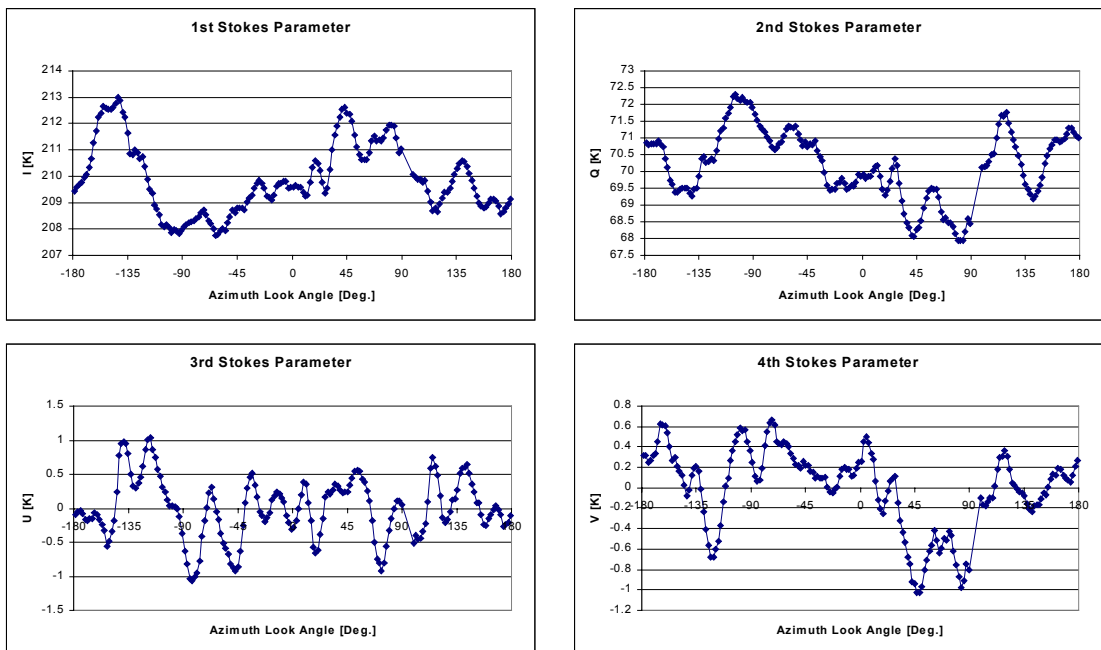 1st Stokes Parameter
I [K]
214
213
212
211
210
209
208
207
-180 -135 -90 -45 0 45 90 135 180
Azimuth Look Angle [Deg.]
2nd Stokes Parameter
Q [K]
73
72.5
72
71.5
71
70.5
70
69.5
69
68.5
68
67.5
-180 -135 -90 -45 0 45 90 135 180
Azimuth Look Angle [Deg.]
3rd Stokes Parameter
U [K]
1.5
1
0.5
0
-0.5
-1
-1.5
-180 -135 -90 -45 0 45 90 135 180
Azimuth Look Angle [Deg.]
4th Stokes Parameter
V [K]
0.8
0.6
0.4
0.2
0
-0.2
-0.4
-0.6
-0.8
-1
-1.2
-180 -135 -90 -45 0 45 90 135 180
Azimuth Look Angle [Deg.]